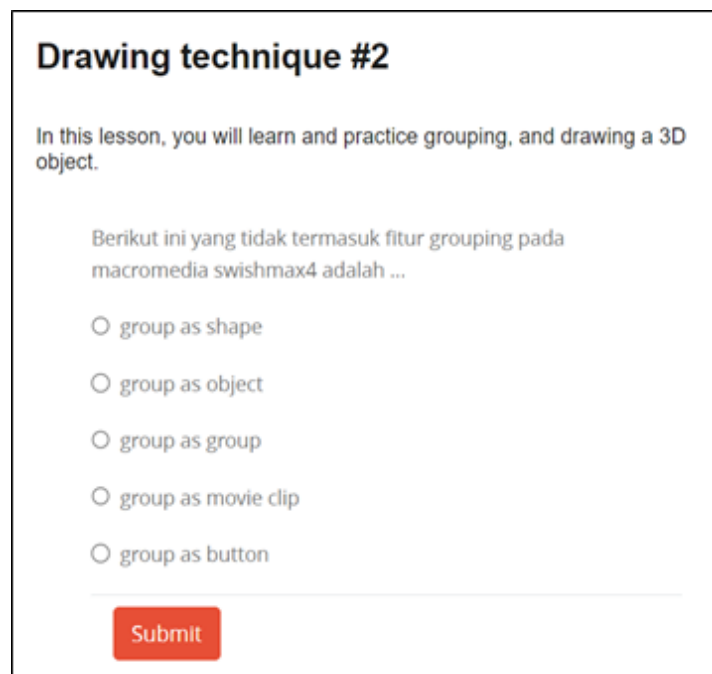 Drawing technique #2
In this lesson, you will learn and practice grouping, and drawing a 3D
object.
Berikut ini yang tidak termasuk fitur grouping pada
macromedia swishmax4 adalah ...
group as shape
group as object
group as group
group as movie clip
group as button
Submit